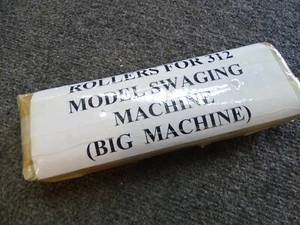 ROLLERS FOR 312
MODEL SWAGING
MACHINE
(BIG MACHINE)